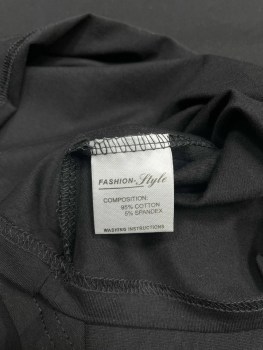 FASHION-Style
COMPOSITION:
95% COTTON
5% SPANDEX
WASHING INSTRUCTIONS